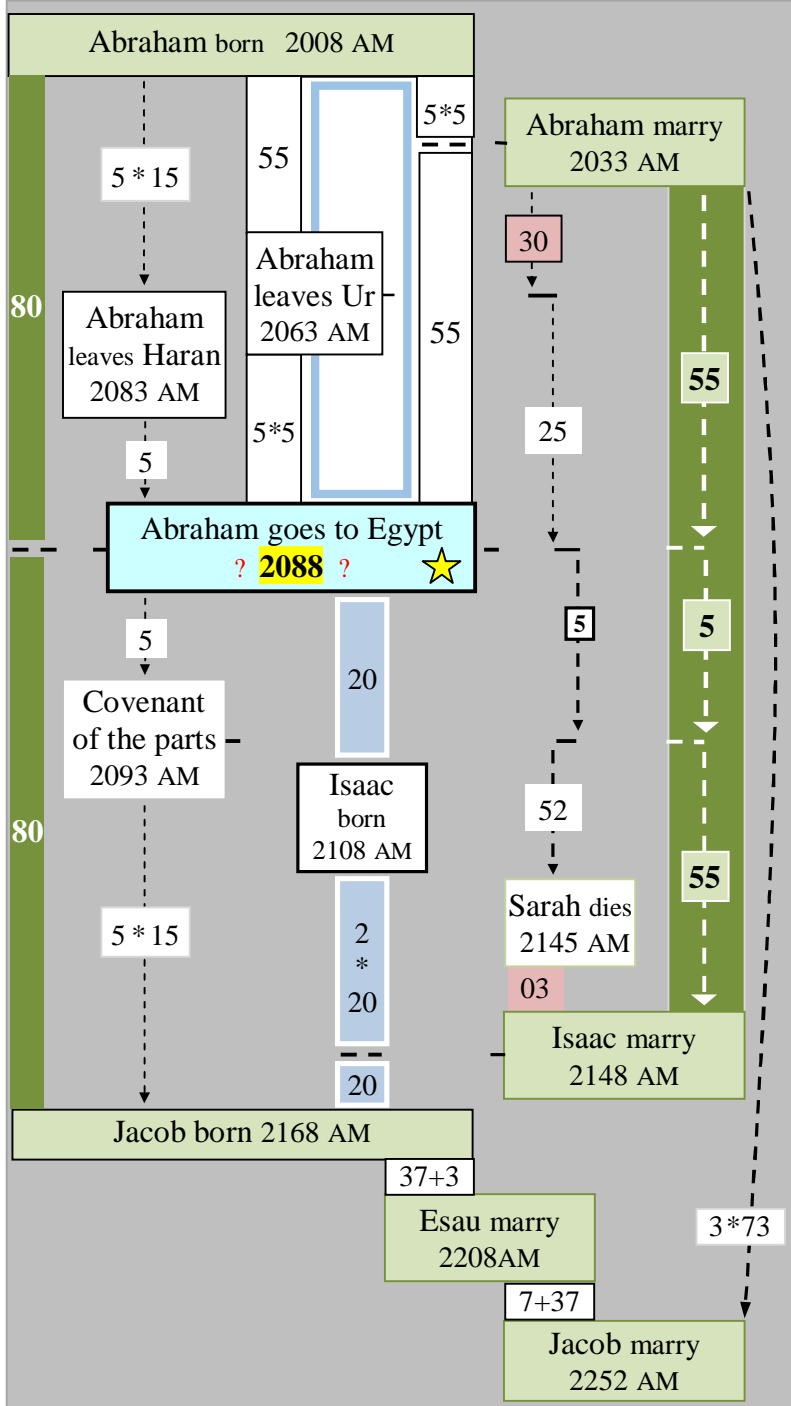 Abraham born 2008 AM
5*5
Abraham marry
2033 AM
5 * 15
55
30
Abraham
leaves Ur
2063 AM
80
Abraham
leaves Haran
2083 AM
55
55
5*5
25
5
Abraham goes to Egypt
? 2088 ?
5
5
5
20
Covenant
of the parts
2093 AM
Isaac
born
2108 AM
52
80
55
Sarah dies
2145 AM
5 * 15
2
*
20
03
Isaac marry
2148 AM
20
Jacob born 2168 AM
37+3
Esau marry
2208AM
3*73
7+37
Jacob marry
2252 AM